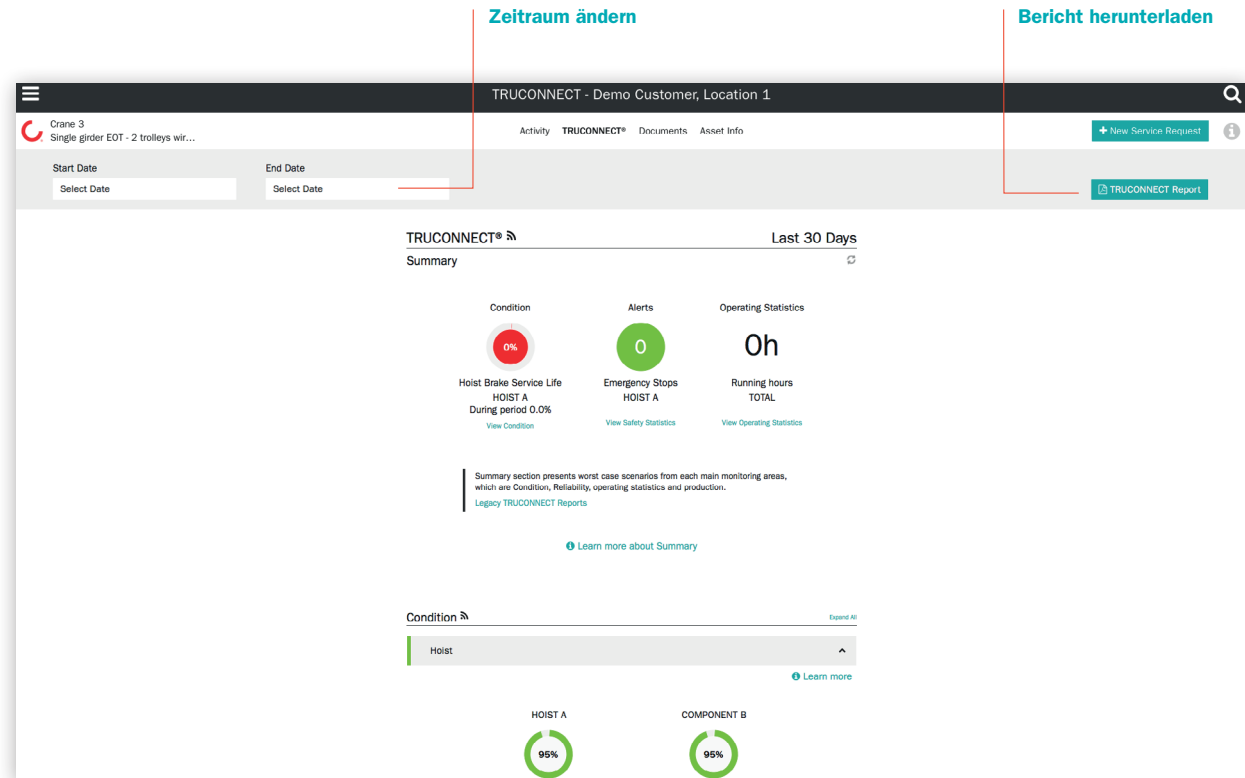 Zeitraum ändern
Bericht herunterladen
TRUCONNECT - Demo Customer, Location 1
Crane 3
Single girder EOT - 2 trolleys wir...
Activity TRUCONNECT® Documents Asset Info
+ New Service Request
Start Date
End Date
Select Date
Select Date
TRUCONNECT Report
TRUCONNECT®
Last 30 Days
Summary
Condition
Alerts
Operating Statistics
0%
0
0h
Hoist Brake Service Life
HOIST A
During period 0.0%
View Condition
Emergency Stops
HOIST A
View Safety Statistics
Running hours
TOTAL
View Operating Statistics
Summary section presents worst case scenarios from each main monitoring areas,
which are Condition, Reliability, operating statistics and production.
Legacy TRUCONNECT Reports
Learn more about Summary
Condition
Expand All
Hoist
Learn more
HOIST A
COMPONENT B
95%
95%